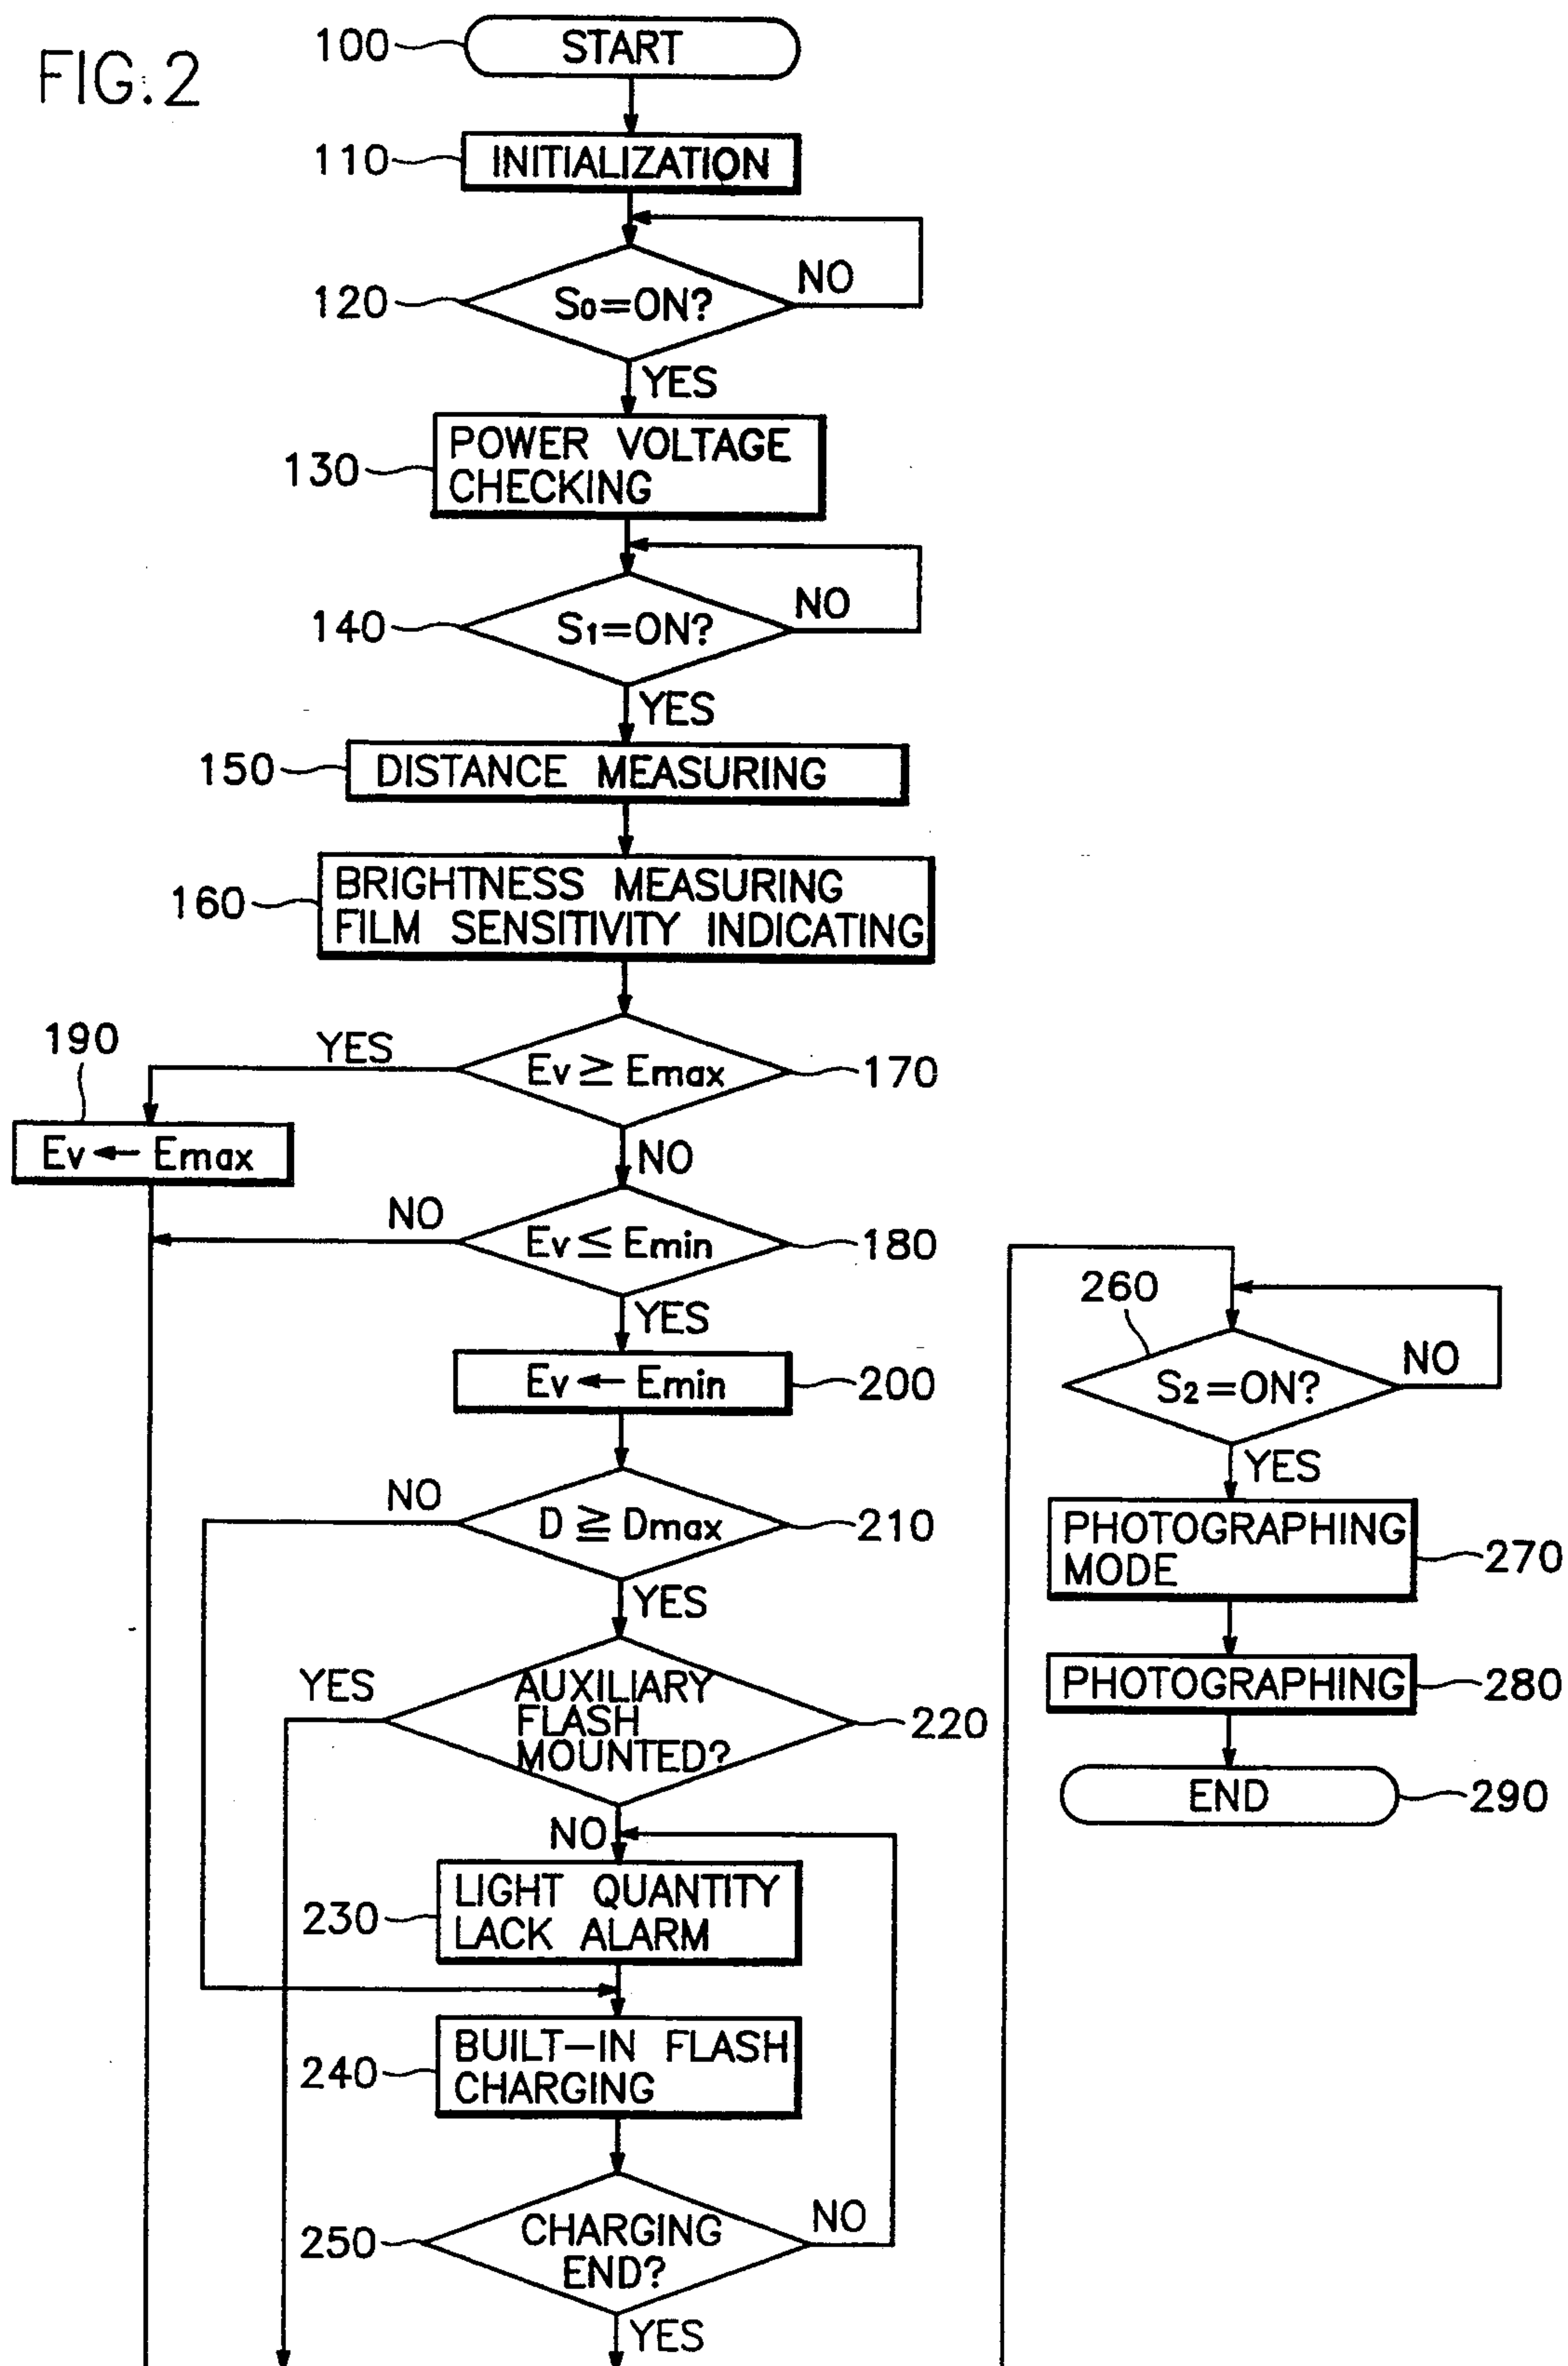 FIG.2
100 START
110 INITIALIZATION
120 S0=ON? NO
YES
130 POWER VOLTAGE
CHECKING
140 S1=ON? NO
YES
150 DISTANCE MEASURING
160 BRIGHTNESS MEASURING
FILM SENSITIVITY INDICATING
YES Ev ≥ Emax 170
190
Ev ← Emax
NO
NO Ev ≤ Emin 180
YES
Ev ← Emin 200
NO D ≧ Dmax 210
YES
YES AUXILIARY
FLASH
MOUNTED? 220
NO
230 LIGHT QUANTITY
LACK ALARM
240 BUILT-IN FLASH
CHARGING
250 CHARGING
END? NO
YES
260
S2=ON? NO
YES
PHOTOGRAPHING
MODE 270
PHOTOGRAPHING 280
END 290